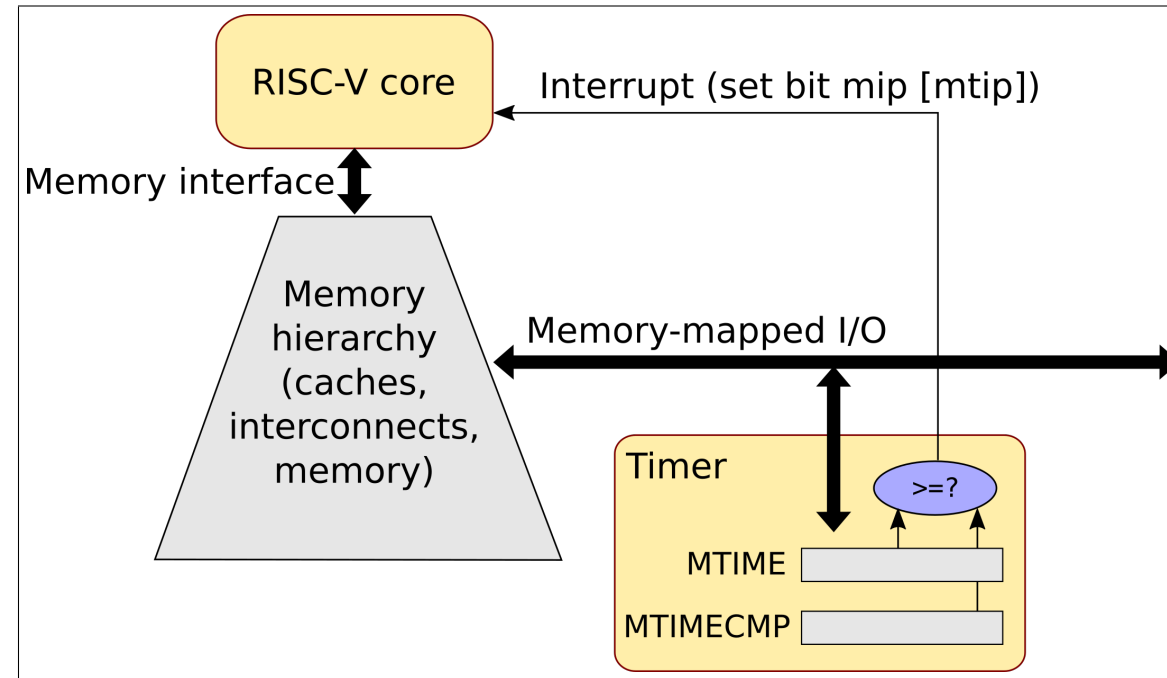 RISC-V core
Interrupt (set bit mip [mtip])
Memory interface
Memory
hierarchy
(caches,
interconnects,
memory)
Memory-mapped I/O
Timer
>=?
MTIME
MTIMECMP